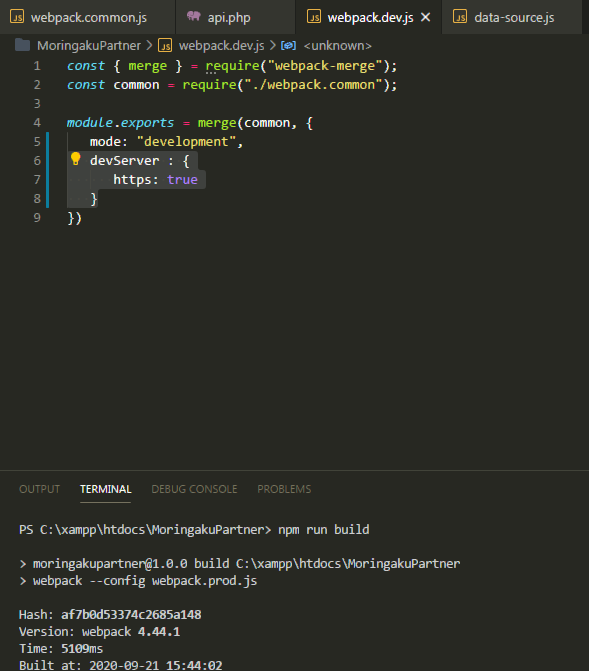 webpack.common.js api.php webpack.dev.js data-source.js
MoringakuPartner > webpack.dev.js > <unknown>
1 const { merge } = require("webpack-merge");
2 const common = require("./webpack.common");
3
4 module.exports = merge(common, {
5 mode: "development",
6 devServer : {
7 https: true
8 }
9 })
OUTPUT TERMINAL DEBUG CONSOLE PROBLEMS
PS C:\xampp\htdocs\MoringakuPartner> npm run build
> moringakupartner@1.0.0 build C:\xampp\htdocs\MoringakuPartner
> webpack --config webpack.prod.js
Hash: af7b0d53374c2685a148
Version: webpack 4.44.1
Time: 5109ms
Built at: 2020-09-21 15:44:02